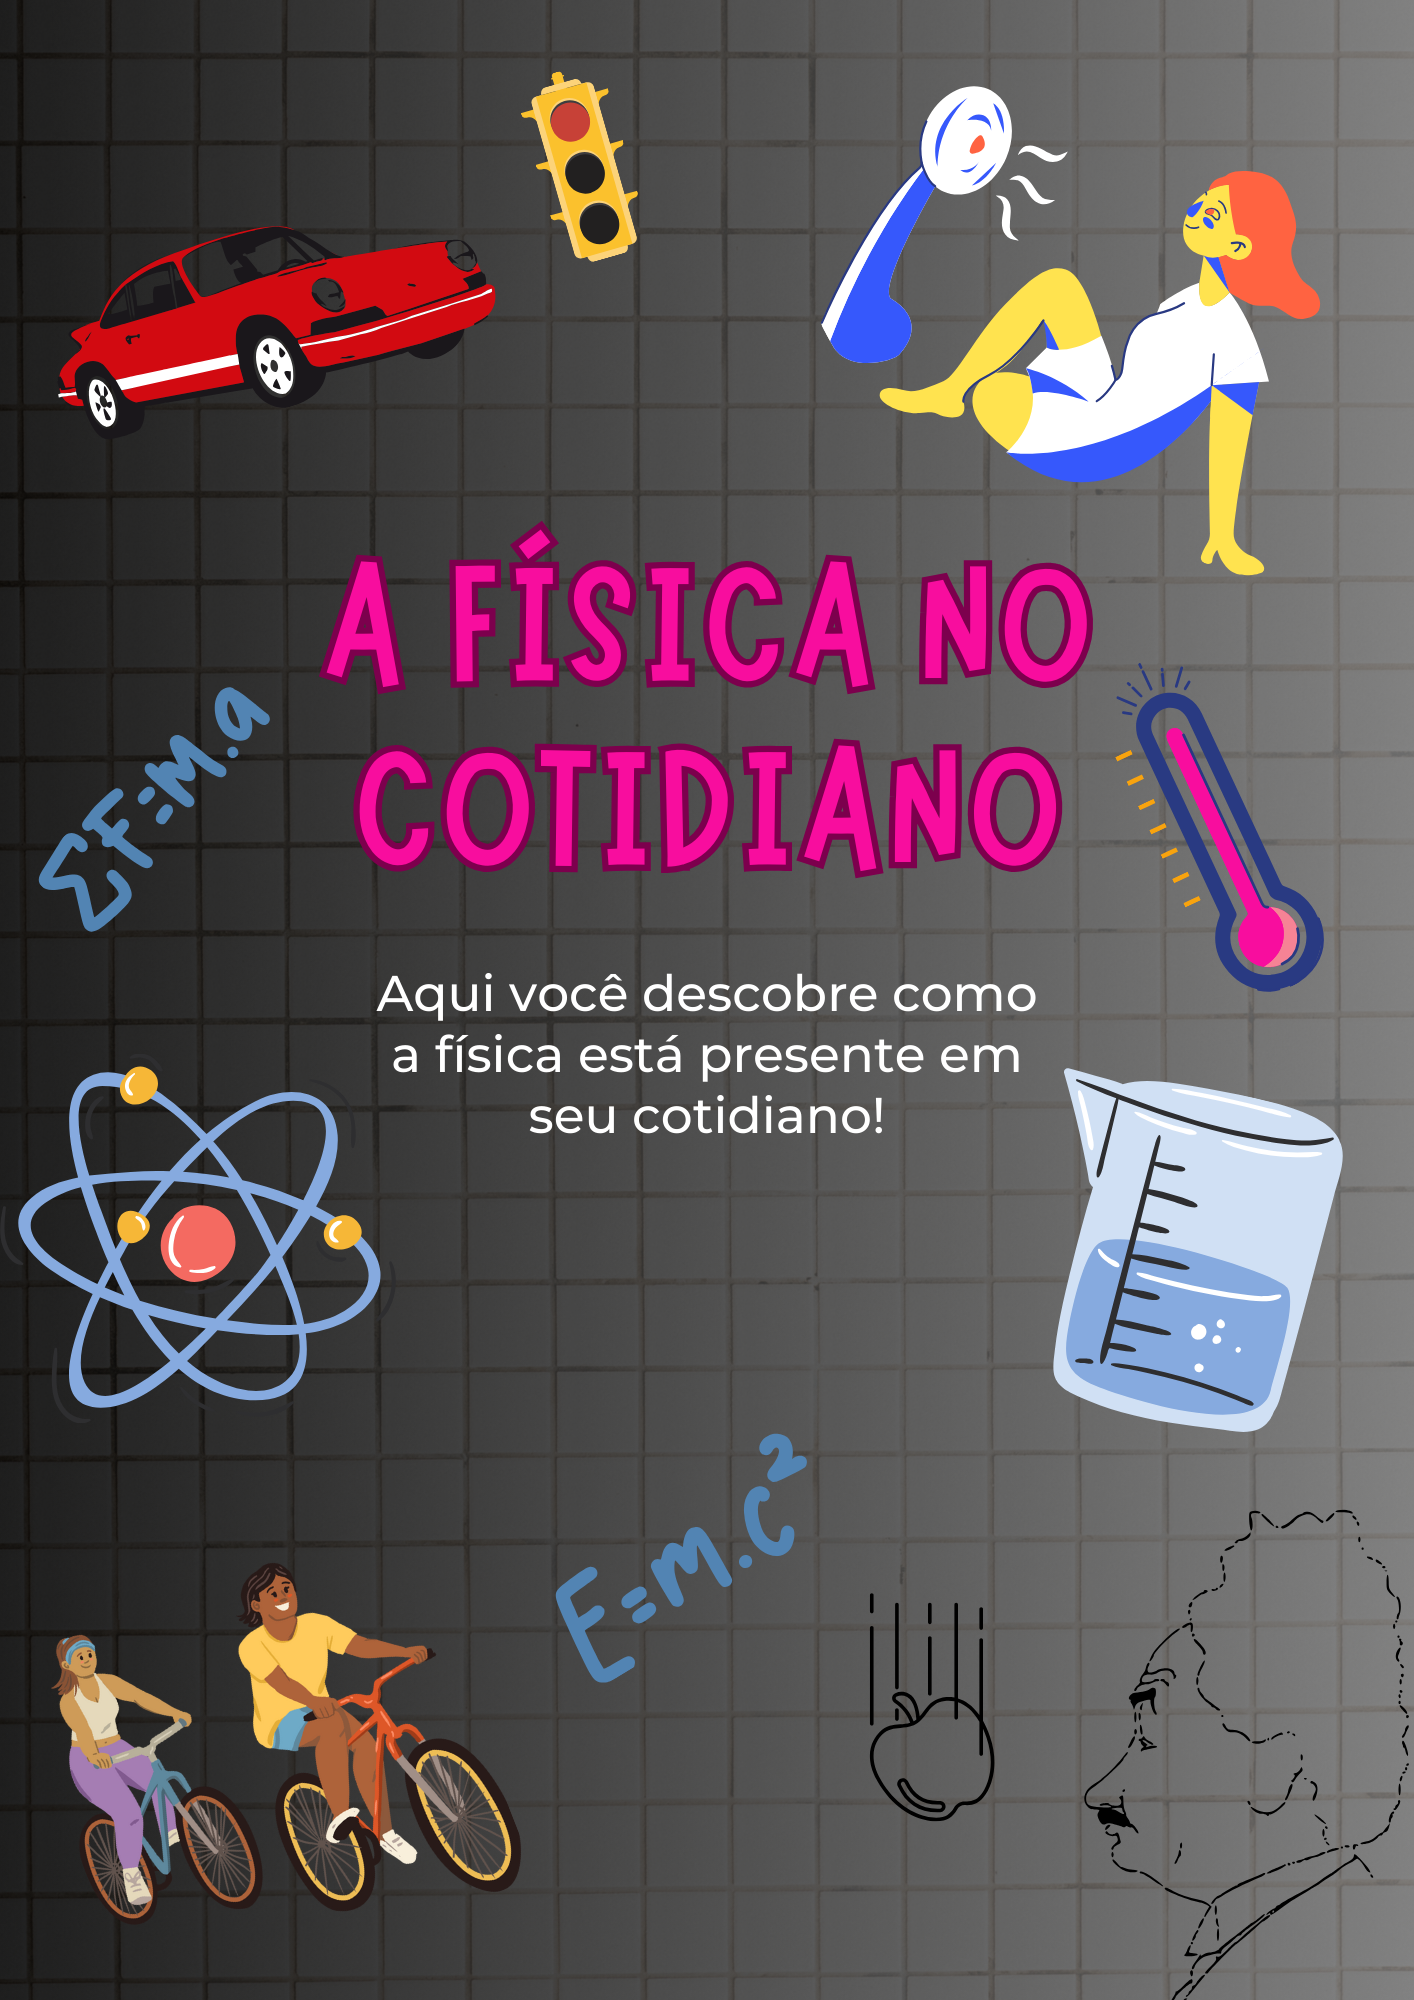 A FÍSICA NO
COTIDIANO
ΣF=M.a
Aqui você descobre como
a física está presente em
seu cotidiano!
E=M.C²